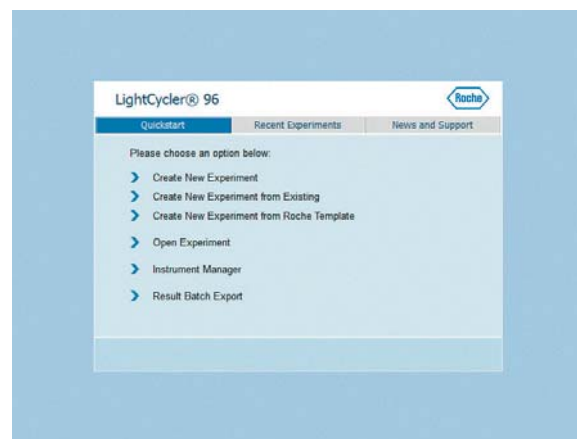 LightCycler® 96
Roche
Quickstart Recent Experiments News and Support
Please choose an option below:
Create New Experiment
Create New Experiment from Existing
Create New Experiment from Roche Template
Open Experiment
Instrument Manager
Result Batch Export